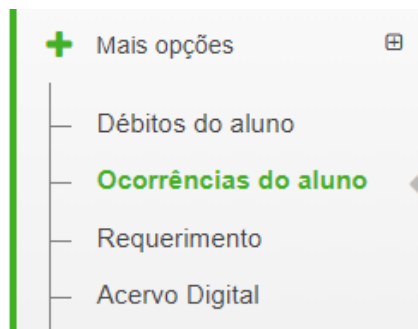 Mais opções
Débitos do aluno
Ocorrências do aluno
Requerimento
Acervo Digital